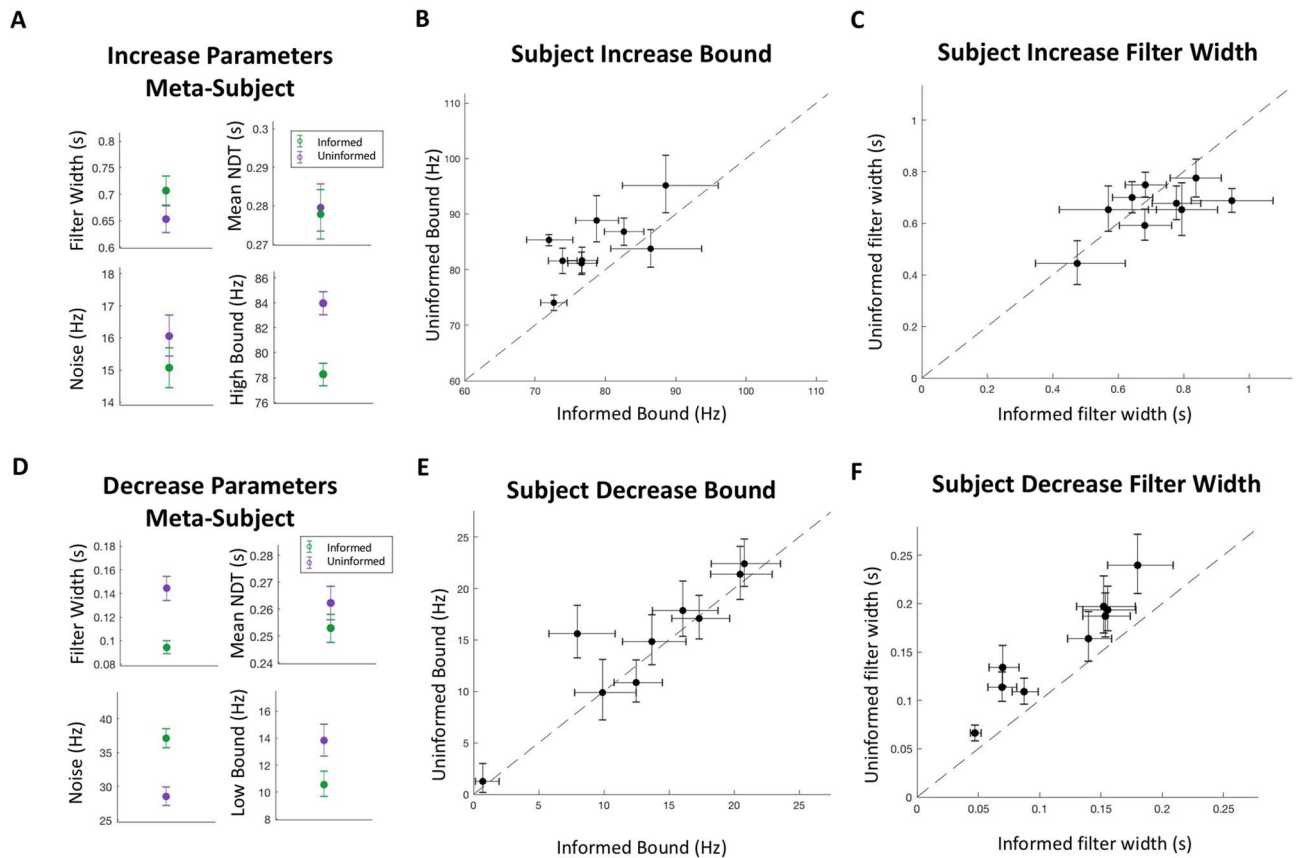 A
Increase Parameters
Meta-Subject
Filter Width (s)
0.8
0.7
0.65
0.6
Mean NDT (s)
0.3
0.29
0.28
0.27
Informed
Uninformed
Noise (Hz)
18
17
16
15
14
High Bound (Hz)
86
84
82
80
78
76
B
Subject Increase Bound
Uninformed Bound (Hz)
110
100
90
80
70
60
60
70
80
90
100
110
Informed Bound (Hz)
C
Subject Increase Filter Width
Uninformed filter width (s)
1
0.8
0.6
0.4
0.2
0
0
0.2
0.4
0.6
0.8
1
Informed filter width (s)
D
Decrease Parameters
Meta-Subject
Filter Width (s)
0.18
0.16
0.14
0.12
0.1
0.08
Mean NDT (s)
0.28
0.27
0.26
0.25
0.24
Informed
Uninformed
Noise (Hz)
40
35
30
25
Low Bound (Hz)
16
14
12
10
8
E
Subject Decrease Bound
Uninformed Bound (Hz)
25
20
15
10
5
0
0
5
10
15
20
25
Informed Bound (Hz)
F
Subject Decrease Filter Width
Uninformed filter width (s)
0.25
0.2
0.15
0.1
0.05
0
0
0.05
0.1
0.15
0.2
0.25
Informed filter width (s)